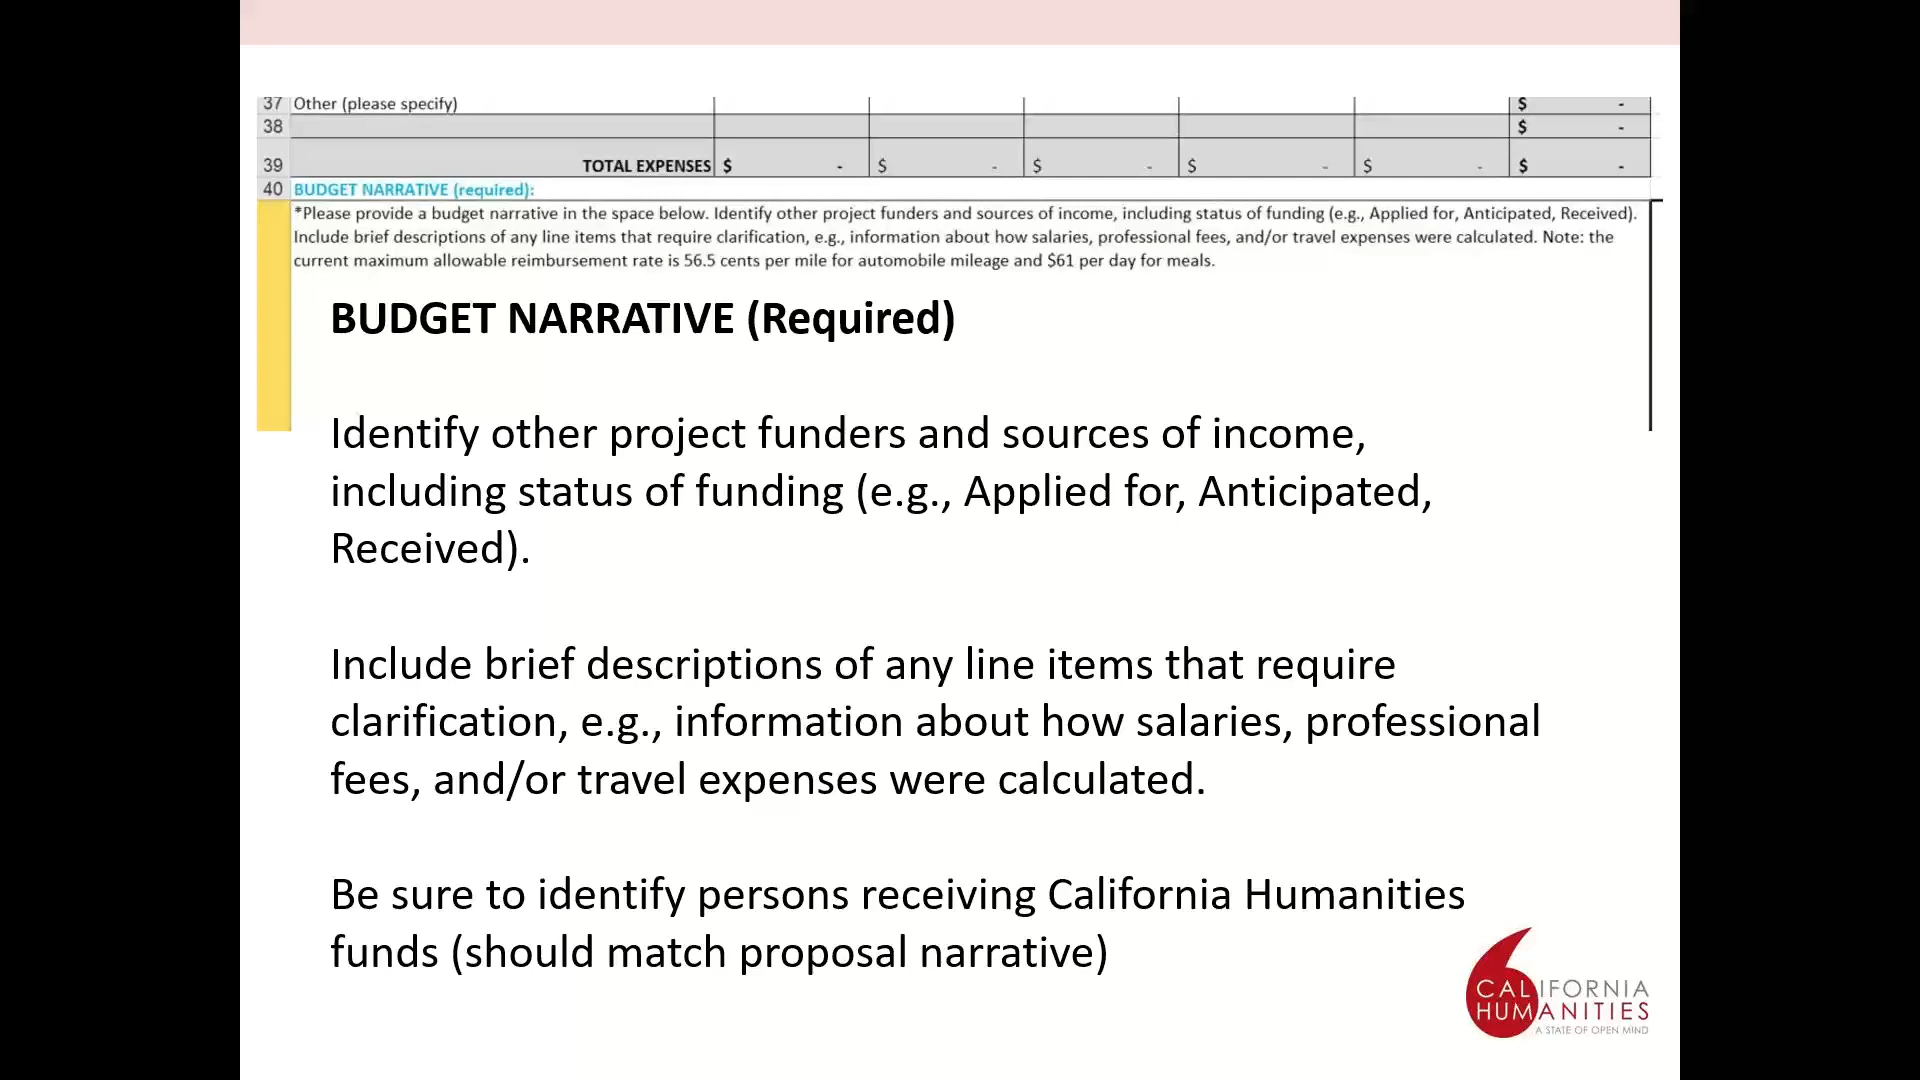 37 Other (please specify) $ -
38 $ -
39 TOTAL EXPENSES $ - $ - $ - $ - $ - $ -
40 BUDGET NARRATIVE (required):
*Please provide a budget narrative in the space below. Identify other project funders and sources of income, including status of funding (e.g., Applied for, Anticipated, Received).
Include brief descriptions of any line items that require clarification, e.g., information about how salaries, professional fees, and/or travel expenses were calculated. Note: the
current maximum allowable reimbursement rate is 56.5 cents per mile for automobile mileage and $61 per day for meals.
BUDGET NARRATIVE (Required)
Identify other project funders and sources of income,
including status of funding (e.g., Applied for, Anticipated,
Received).
Include brief descriptions of any line items that require
clarification, e.g., information about how salaries, professional
fees, and/or travel expenses were calculated.
Be sure to identify persons receiving California Humanities
funds (should match proposal narrative)
CALIFORNIA
HUMANITIES
A STATE OF OPEN MIND